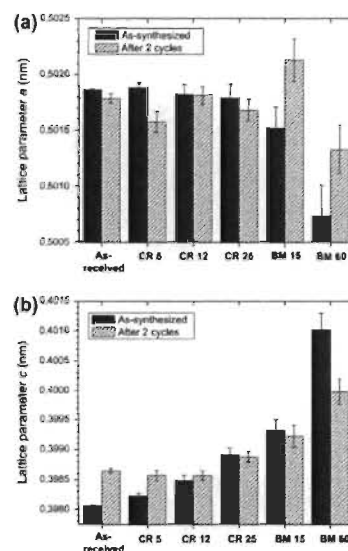 (a)
As-synthesized
After 2 cycles
Lattice parameter a (nm)
0.5025
0.5020
0.5015
0.5010
0.5005
As-received CR 5 CR 12 CR 25 BM 15 BM 60
(b)
As-synthesized
After 2 cycles
Lattice parameter c (nm)
0.4015
0.4010
0.4005
0.4000
0.3995
0.3990
0.3985
0.3980
As-received CR 5 CR 12 CR 25 BM 15 BM 60